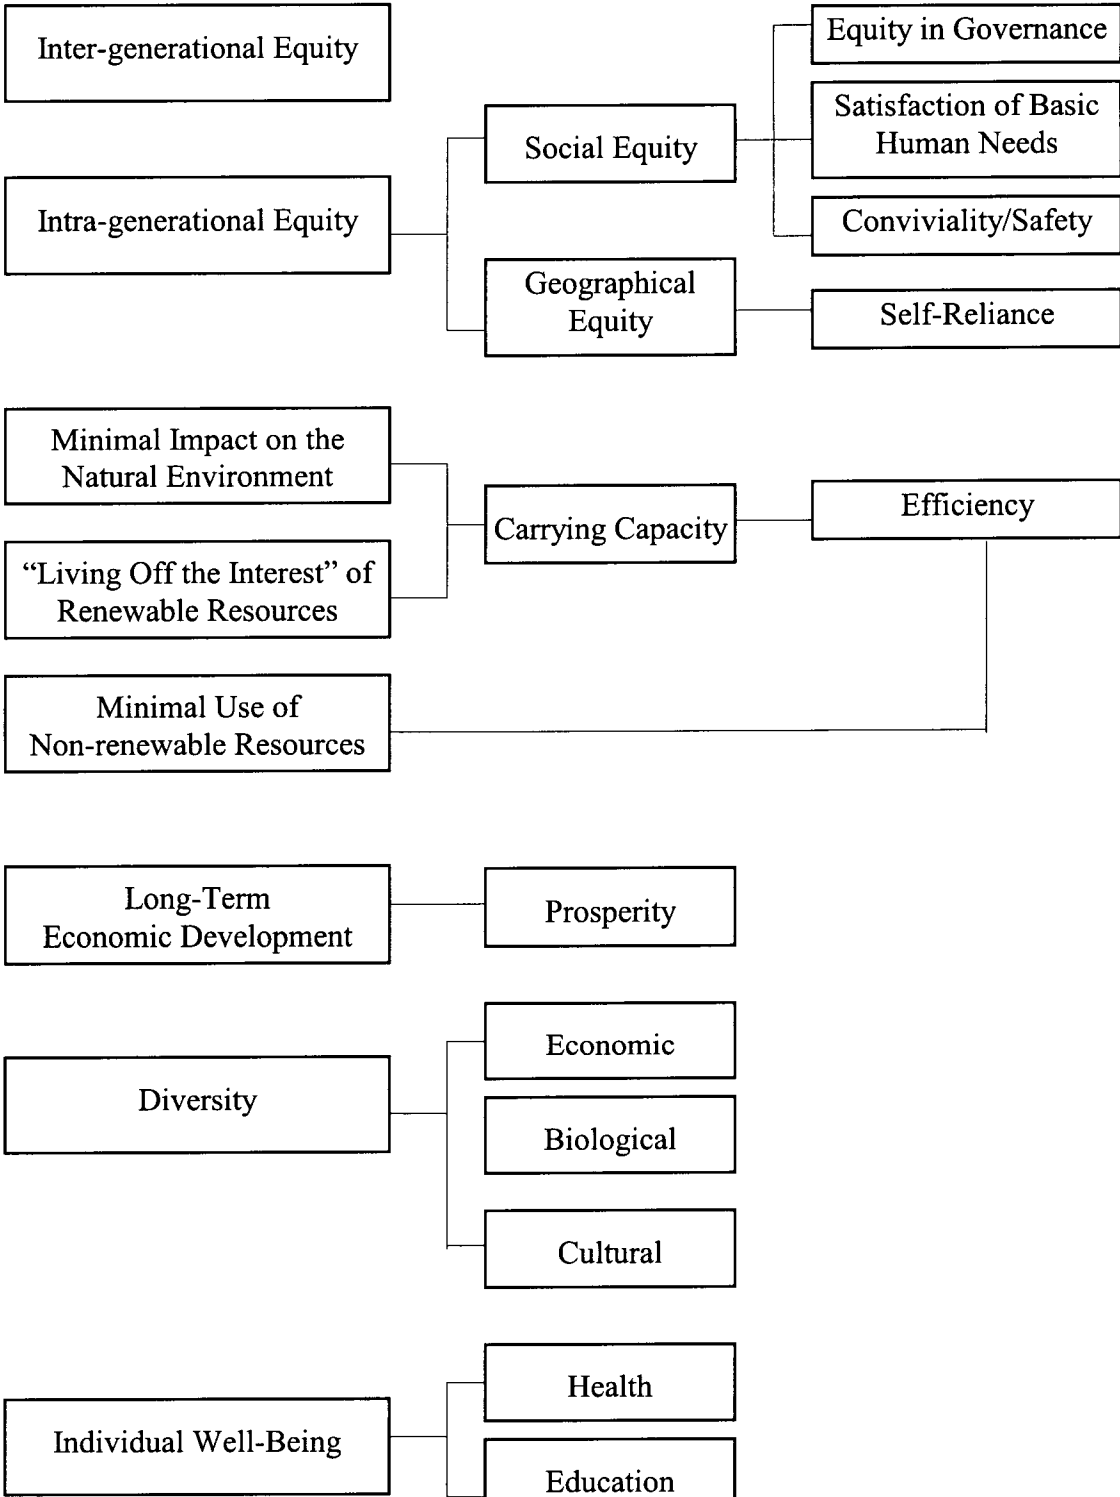 Inter-generational Equity
Equity in Governance
Social Equity
Satisfaction of Basic
Human Needs
Intra-generational Equity
Conviviality/Safety
Geographical
Equity
Self-Reliance
Minimal Impact on the
Natural Environment
Carrying Capacity
Efficiency
“Living Off the Interest” of
Renewable Resources
Minimal Use of
Non-renewable Resources
Long-Term
Economic Development
Prosperity
Diversity
Economic
Biological
Cultural
Individual Well-Being
Health
Education